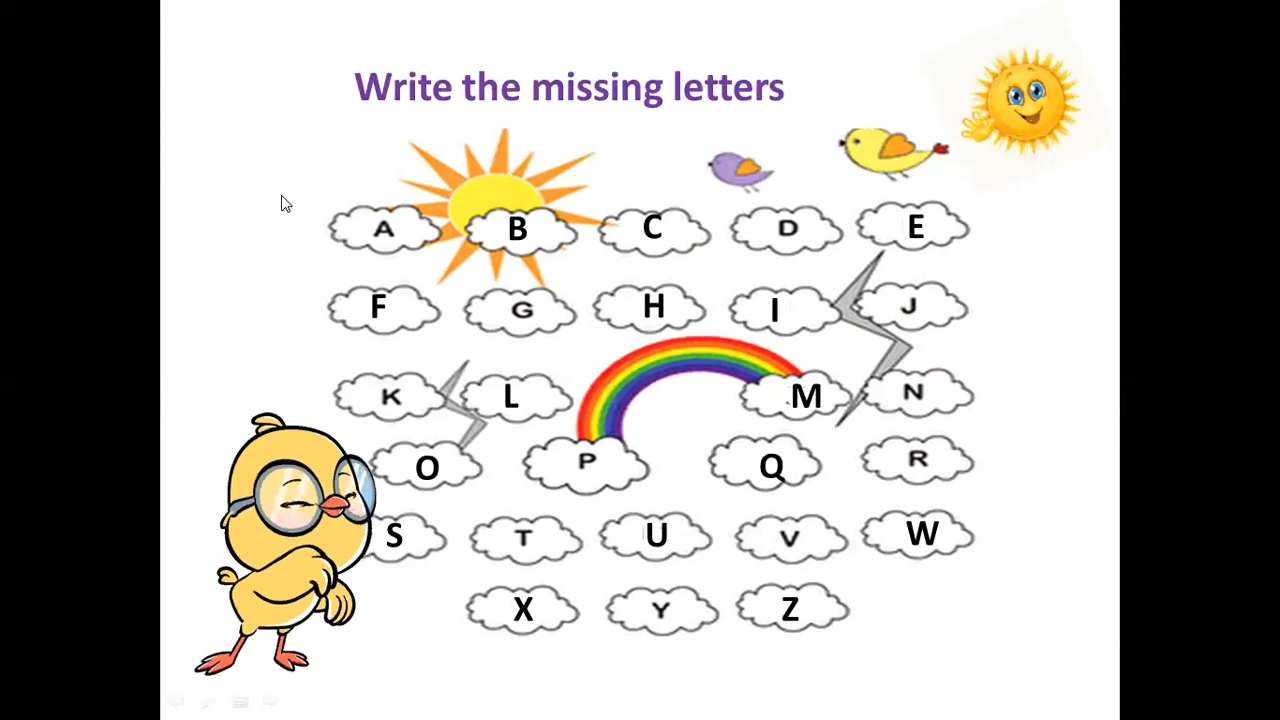 Write the missing letters
A B C D E
F G H I J
K L M N
O P Q R
S T U V W
X Y Z